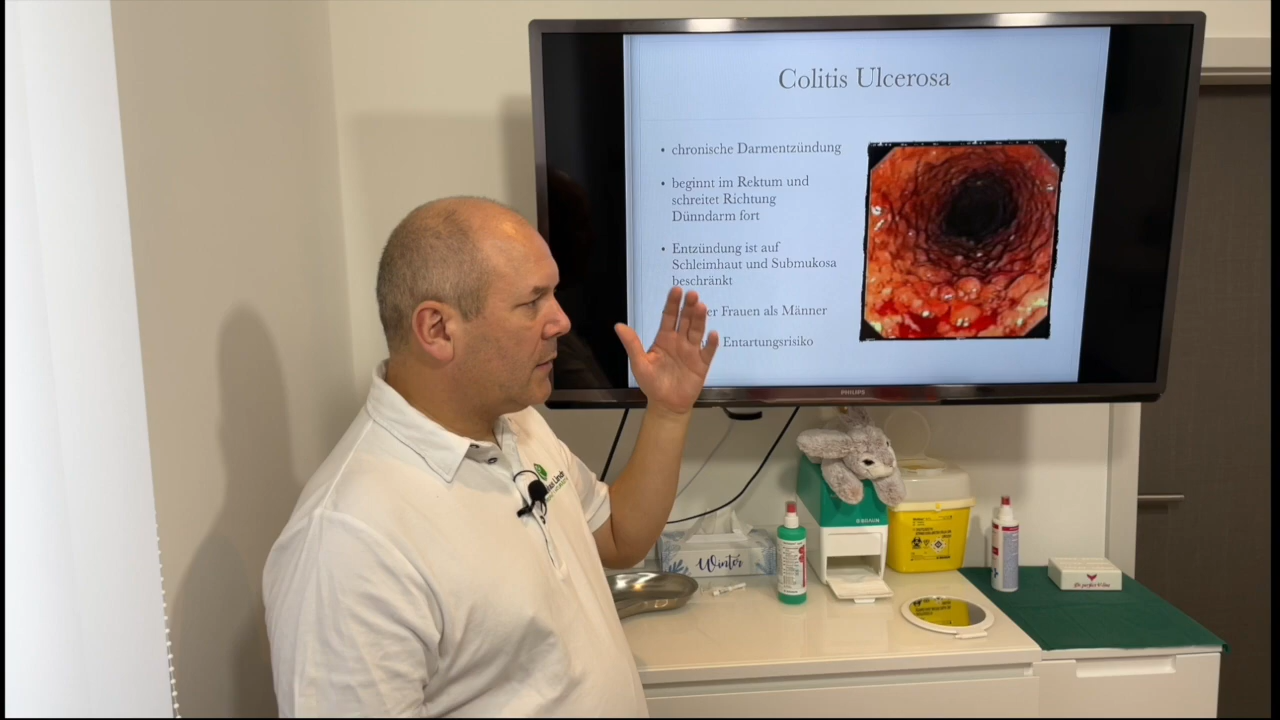 Colitis Ulcerosa
• chronische Darmentzündung
• beginnt im Rektum und
schreitet Richtung
Dünndarm fort
• Entzündung ist auf
Schleimhaut und Submukosa
beschränkt
Frauen als Männer
Entartungsrisiko
PHILIPS
B|BRAUN
Winter